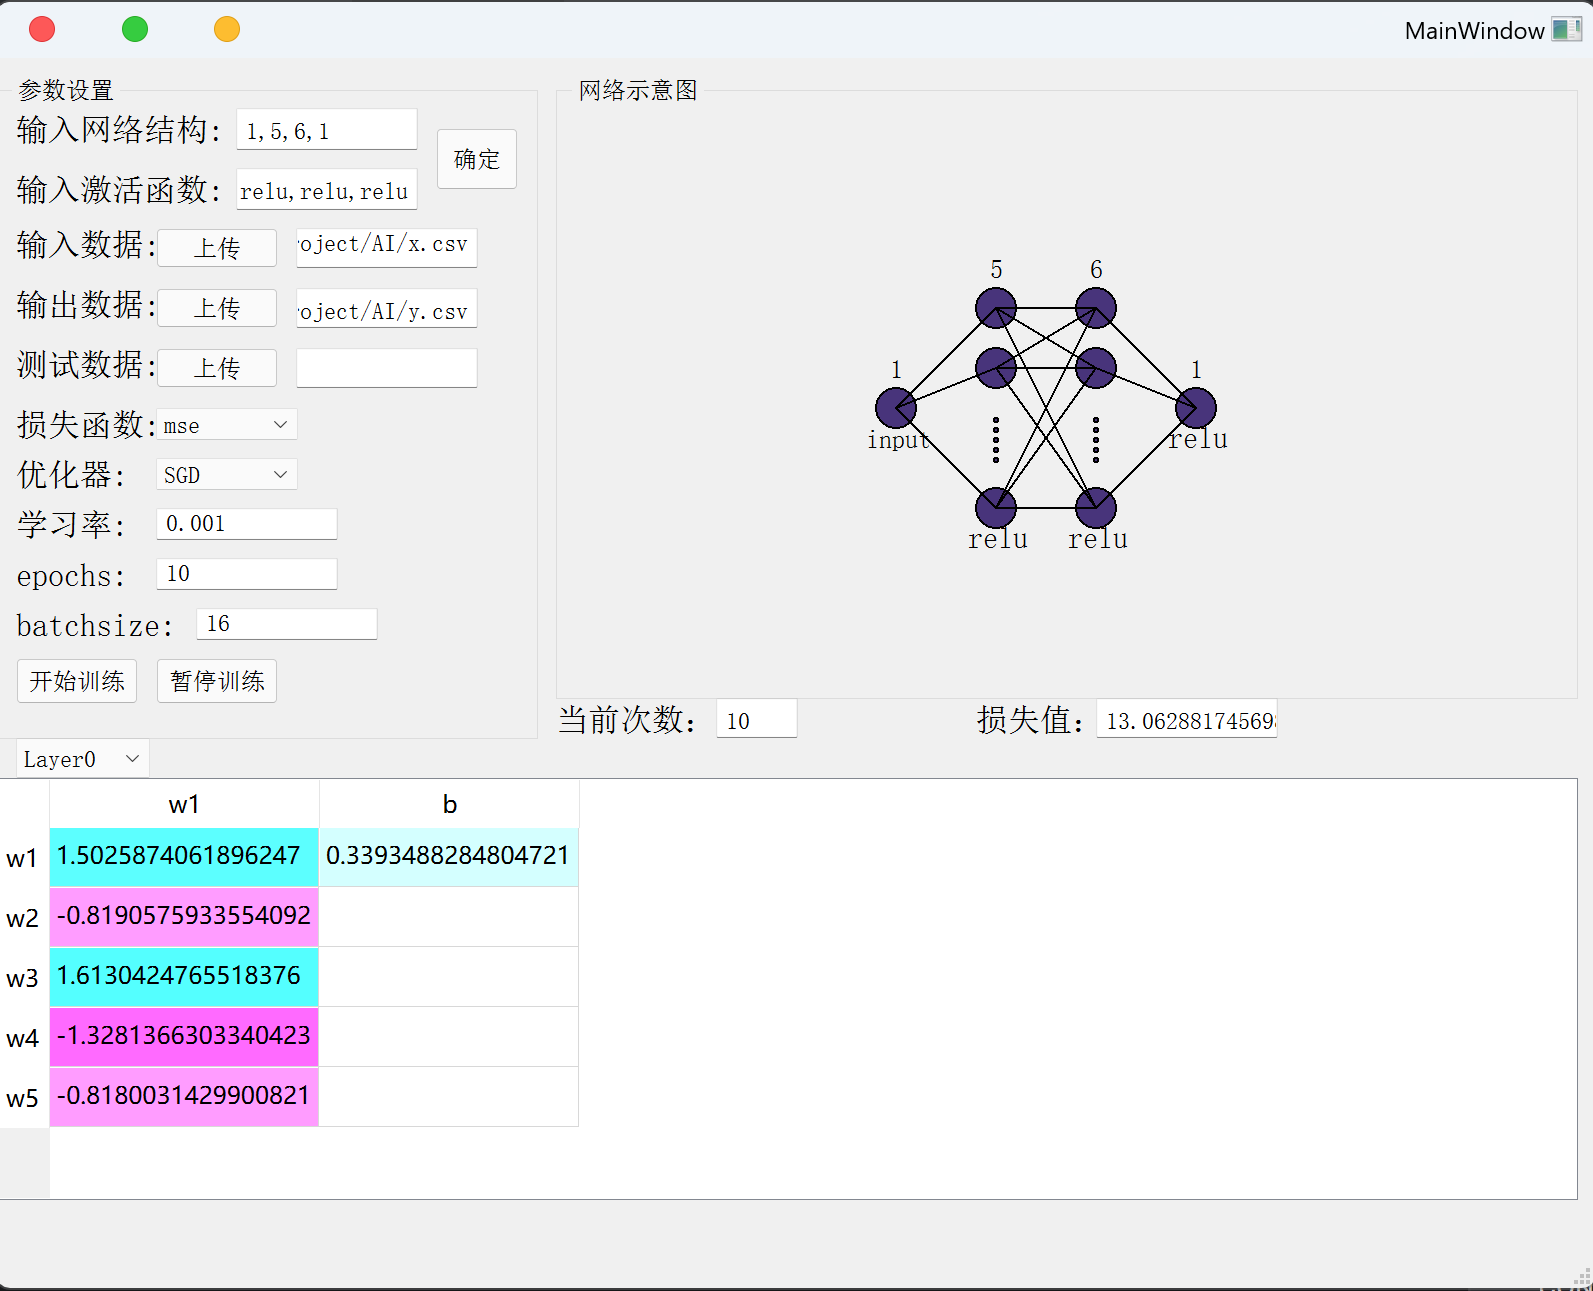 MainWindow
参数设置
输入网络结构: 1,5,6,1
确定
输入激活函数: relu,relu,relu
输入数据: 上传 roject/AI/x.csv
输出数据: 上传 roject/AI/y.csv
测试数据: 上传
损失函数: mse
优化器: SGD
学习率: 0.001
epochs: 10
batchsize: 16
开始训练 暂停训练
网络示意图
5 6
1 1
input relu
relu relu
当前次数: 10 损失值: 13.06288174569
Layer0
w1 b
w1 1.5025874061896247 0.3393488284804721
w2 -0.8190575933554092
w3 1.6130424765518376
w4 -1.3281366303340423
w5 -0.8180031429900821